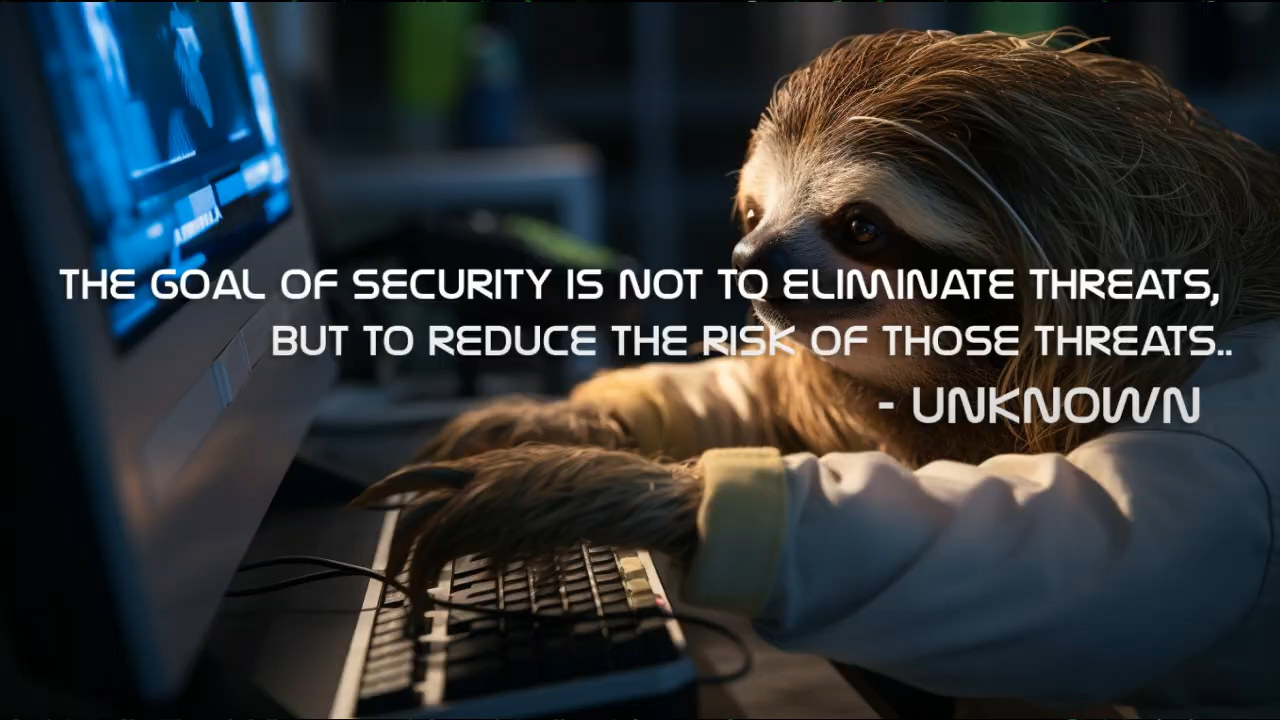 THE GOAL OF SECURITY IS NOT TO ELIMINATE THREATS,
BUT TO REDUCE THE RISK OF THOSE THREATS..
- UNKNOWN